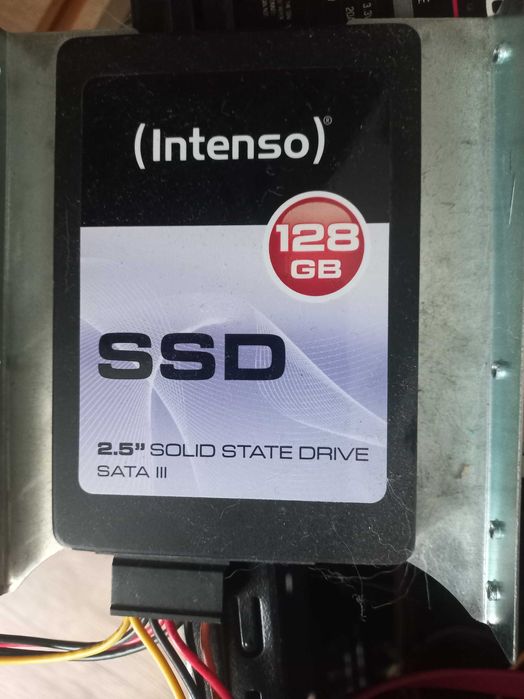 (Intenso)®
128
GB
SSD
2.5” SOLID STATE DRIVE
SATA III